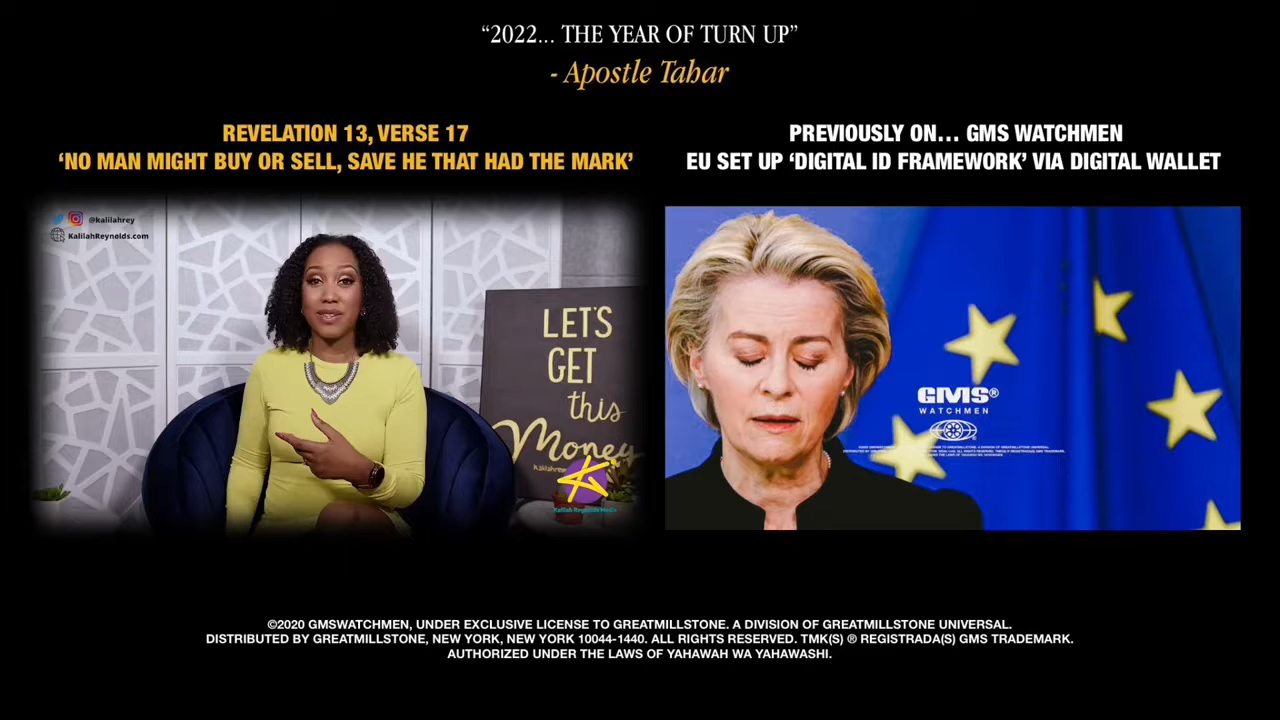 “2022... THE YEAR OF TURN UP”
- Apostle Tahar
REVELATION 13, VERSE 17
‘NO MAN MIGHT BUY OR SELL, SAVE HE THAT HAD THE MARK’
PREVIOUSLY ON... GMS WATCHMEN
EU SET UP ‘DIGITAL ID FRAMEWORK’ VIA DIGITAL WALLET
@kalilahrey
KalilahReynolds.com
LET'S
GET
this
Money
Kalilah Reynolds Media
GMS®
WATCHMEN
©2020 GMSWATCHMEN, UNDER EXCLUSIVE LICENSE TO GREATMILLSTONE. A DIVISION OF GREATMILLSTONE UNIVERSAL.
DISTRIBUTED BY GREATMILLSTONE, NEW YORK, NEW YORK 10044-1440. ALL RIGHTS RESERVED. TMK(S) ® REGISTRADA(S) GMS TRADEMARK.
AUTHORIZED UNDER THE LAWS OF YAHAWAH WA YAHAWASHI.